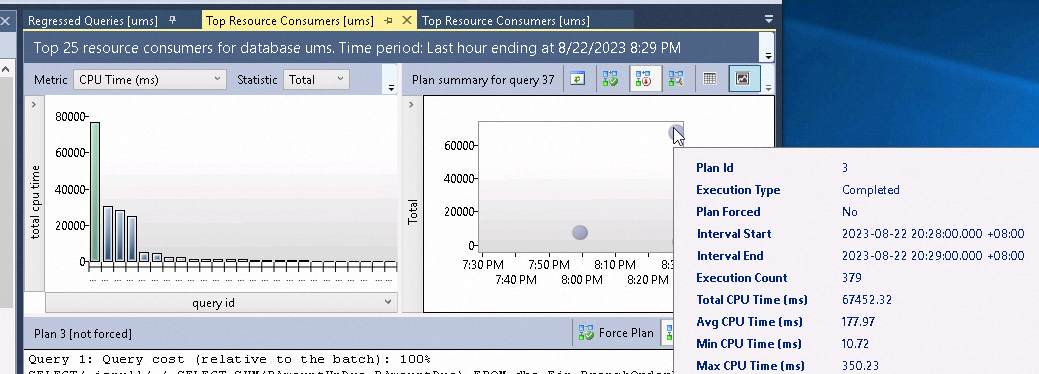 Regressed Queries [ums] Top Resource Consumers [ums] Top Resource Consumers [ums]
Top 25 resource consumers for database ums. Time period: Last hour ending at 8/22/2023 8:29 PM
Metric CPU Time (ms) Statistic Total Plan summary for query 37
total cpu time
80000
60000
40000
20000
0
query id
Total
60000
40000
20000
0
7:30 PM 7:50 PM 8:10 PM
7:40 PM 8:00 PM 8:20 PM
Plan Id 3
Execution Type Completed
Plan Forced No
Interval Start 2023-08-22 20:28:00.000 +08:00
Interval End 2023-08-22 20:29:00.000 +08:00
Execution Count 379
Total CPU Time (ms) 67452.32
Avg CPU Time (ms) 177.97
Min CPU Time (ms) 10.72
Max CPU Time (ms) 350.23
Plan 3 [not forced] Force Plan
Query 1: Query cost (relative to the batch): 100%